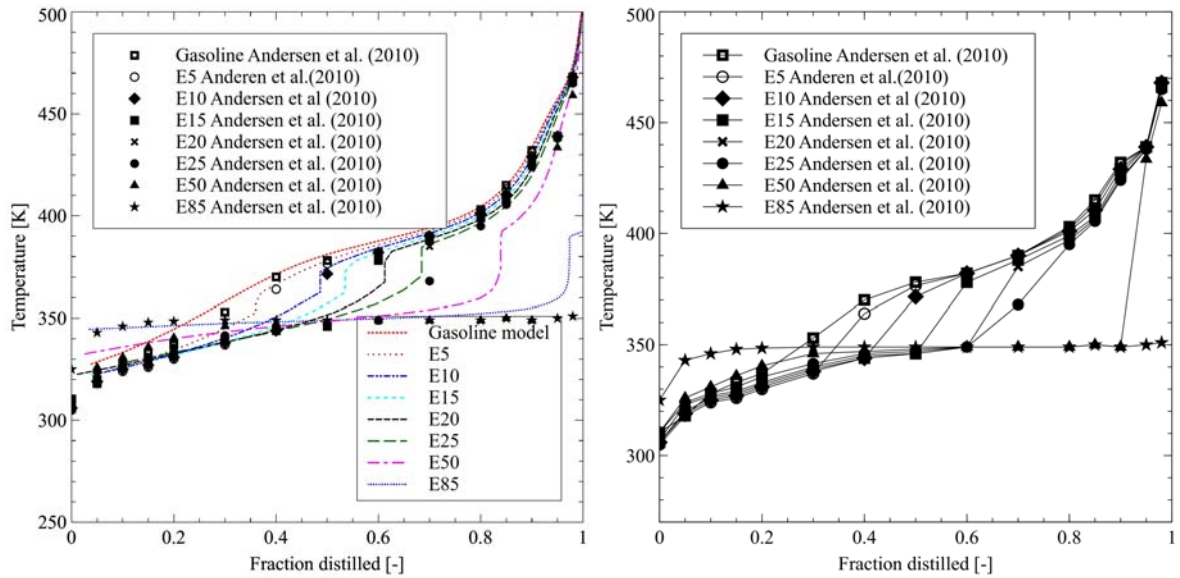 500
450
400
350
300
250
Temperature [K]
Gasoline Andersen et al. (2010)
E5 Anderen et al.(2010)
E10 Andersen et al (2010)
E15 Andersen et al. (2010)
E20 Andersen et al. (2010)
E25 Andersen et al. (2010)
E50 Andersen et al. (2010)
E85 Andersen et al. (2010)
Gasoline model
E5
E10
E15
E20
E25
E50
E85
0 0.2 0.4 0.6 0.8 1
Fraction distilled [-]
500
450
400
350
300
Temperature [K]
Gasoline Andersen et al. (2010)
E5 Anderen et al.(2010)
E10 Andersen et al. (2010)
E15 Andersen et al. (2010)
E20 Andersen et al. (2010)
E25 Andersen et al. (2010)
E50 Andersen et al. (2010)
E85 Andersen et al. (2010)
0 0.2 0.4 0.6 0.8 1
Fraction distilled [-]